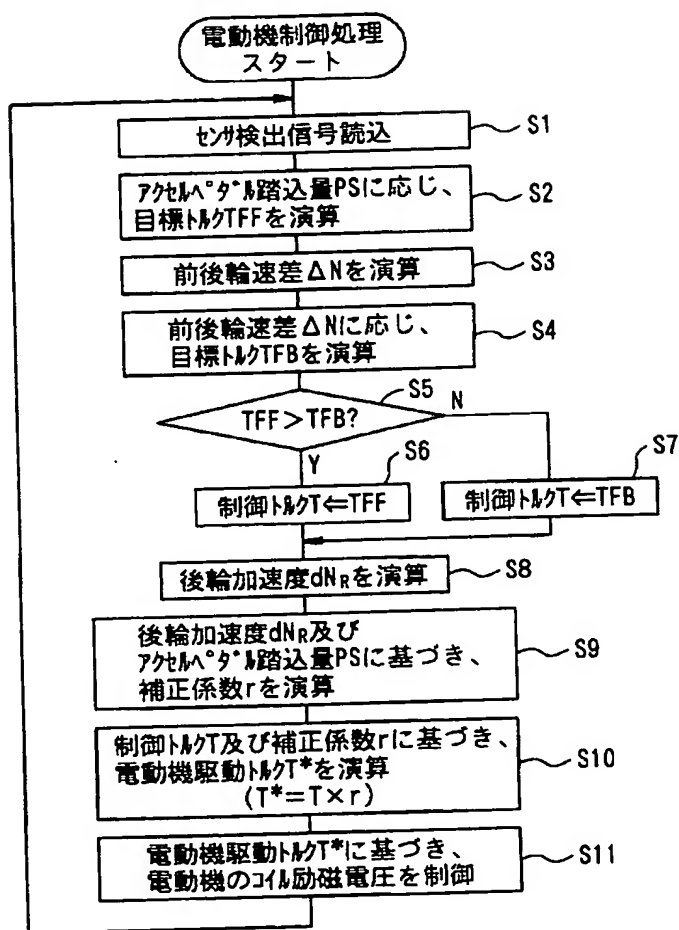 電動機制御処理
スタート
センサ検出信号読込
S1
アクセルペダル踏込量PSに応じ、
目標トルクTFFを演算
S2
前後輪速差ΔNを演算
S3
前後輪速差ΔNに応じ、
目標トルクTFBを演算
S4
S5
TFF>TFB?
N
Y
S6
制御トルクT⇐TFF
S7
制御トルクT⇐TFB
後輪加速度dNRを演算
S8
後輪加速度dNR及び
アクセルペダル踏込量PSに基づき、
補正係数rを演算
S9
制御トルクT及び補正係数rに基づき、
電動機駆動トルクT*を演算
(T*=T×r)
S10
電動機駆動トルクT*に基づき、
電動機のコイル励磁電圧を制御
S11